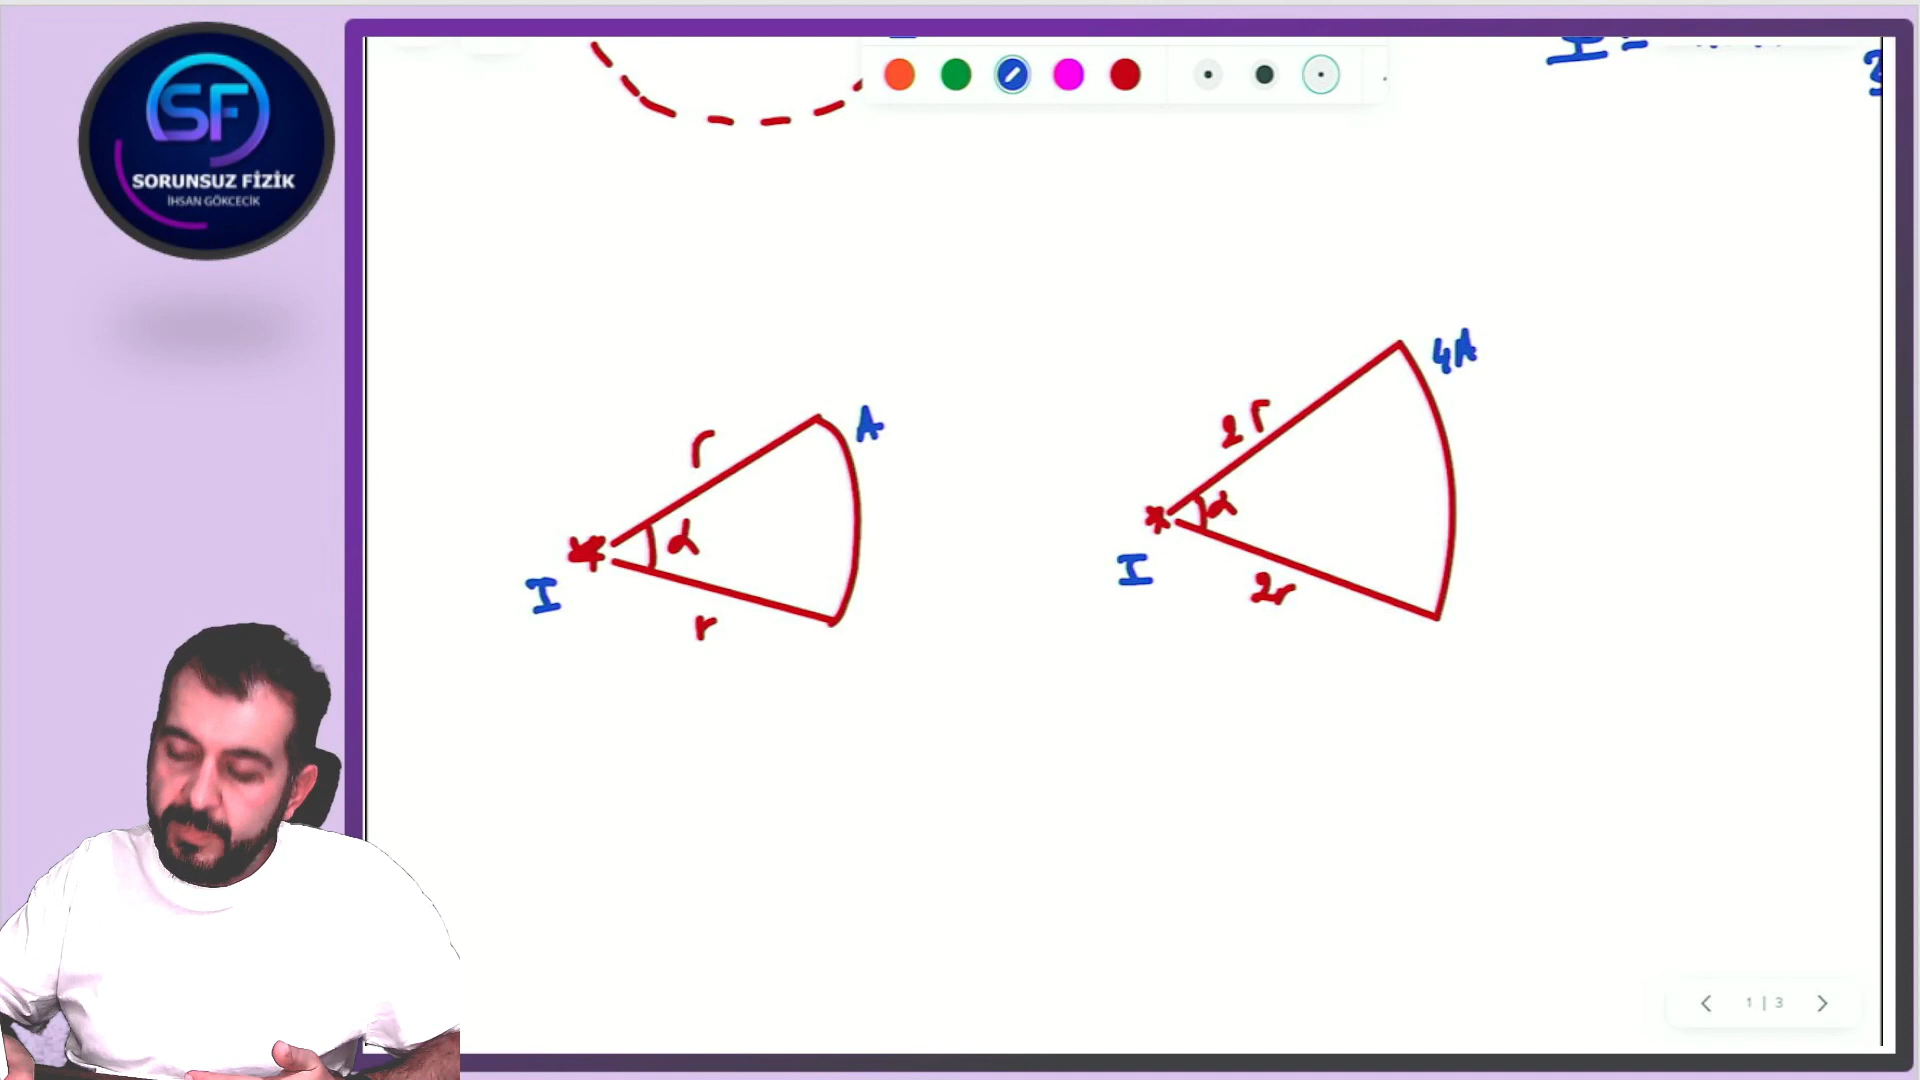 SF
SORUNSUZ FİZİK
İHSAN GÖKCECİK
4A
2r
A
r
α
α
I
I
2r
r
1 | 3